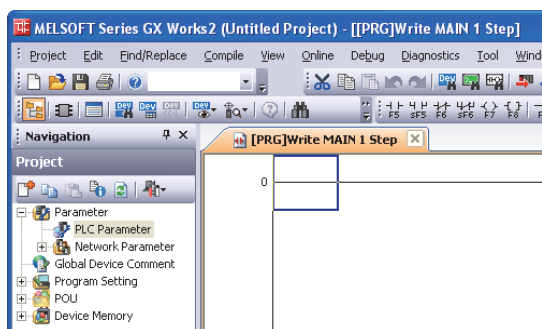 MELSOFT Series GX Works2 (Untitled Project) - [[PRG]Write MAIN 1 Step]
Project Edit Find/Replace Compile View Online Debug Diagnostics Tool Wind
F5 sF5 F6 sF6 F7 F8
Navigation
[PRG]Write MAIN 1 Step
Project
0
Parameter
PLC Parameter
Network Parameter
Global Device Comment
Program Setting
POU
Device Memory